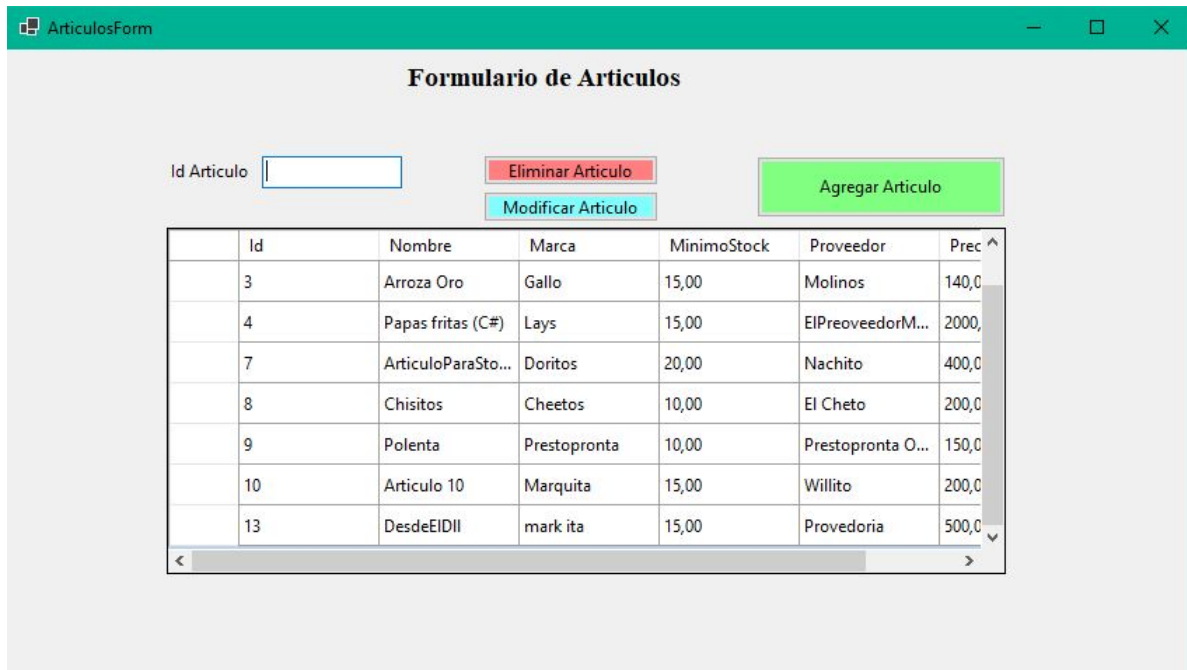 ArticulosForm
Formulario de Articulos
Id Articulo
Eliminar Articulo
Modificar Articulo
Agregar Articulo
Id Nombre Marca MinimoStock Proveedor Prec
3 Arroza Oro Gallo 15,00 Molinos 140,0
4 Papas fritas (C#) Lays 15,00 ElPreoveedorM... 2000,
7 ArticuloParaSto... Doritos 20,00 Nachito 400,0
8 Chisitos Cheetos 10,00 El Cheto 200,0
9 Polenta Prestopronta 10,00 Prestopronta O... 150,0
10 Articulo 10 Marquita 15,00 Willito 200,0
13 DesdeElDll mark ita 15,00 Provedoria 500,0